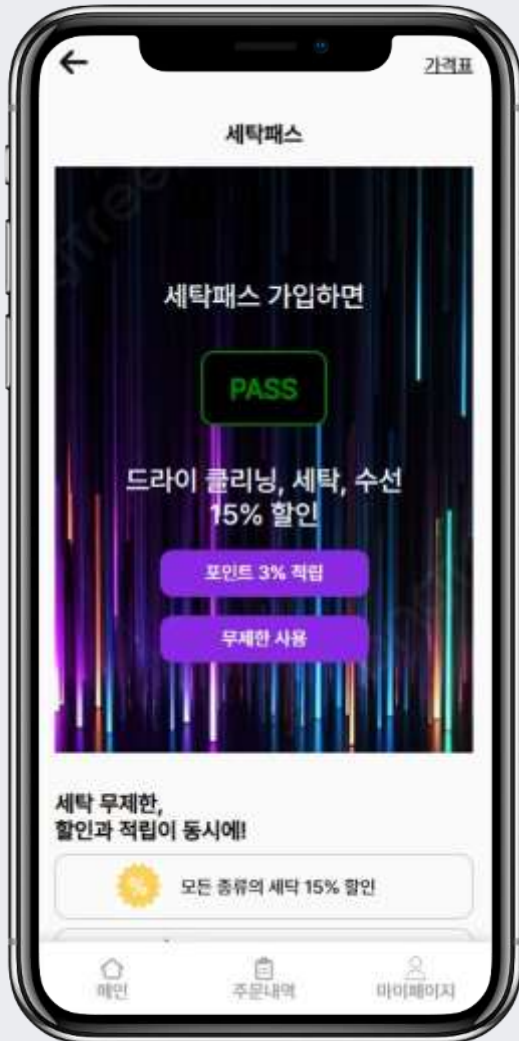 가격표
세탁패스
세탁패스 가입하면
PASS
드라이 클리닝, 세탁, 수선
15% 할인
포인트 3% 적립
무제한 사용
세탁 무제한,
할인과 적립이 동시에!
%
모든 종류의 세탁 15% 할인
메인
주문내역
마이페이지